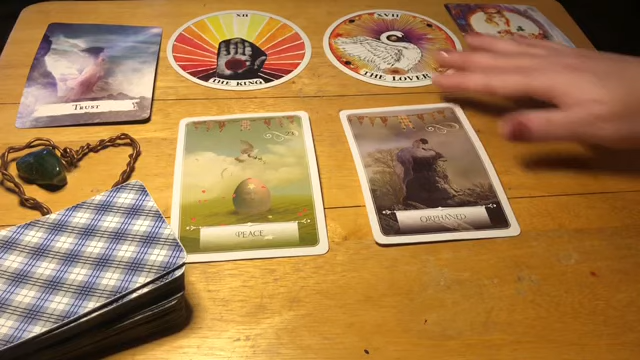 TRUST
XII
THE KING
XVII
THE LOVER
PEACE
ORPHANED